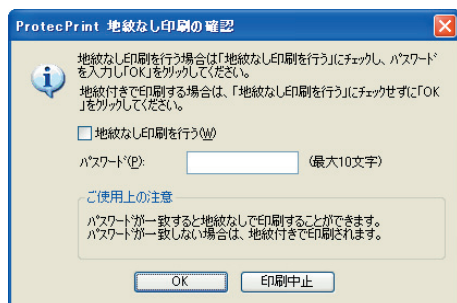 ProtecPrint 地紋なし印刷の確認
地紋なし印刷を行う場合は「地紋なし印刷を行う」にチェックし、パスワード
を入力し「OK」をクリックしてください。
地紋付きで印刷する場合は、「地紋なし印刷を行う」にチェックせずに「OK
」をクリックしてください。
地紋なし印刷を行う(W)
パスワード(P):
(最大10文字)
ご使用上の注意
パスワードが一致すると地紋なしで印刷することができます。
パスワードが一致しない場合は、地紋付きで印刷されます。
OK
印刷中止